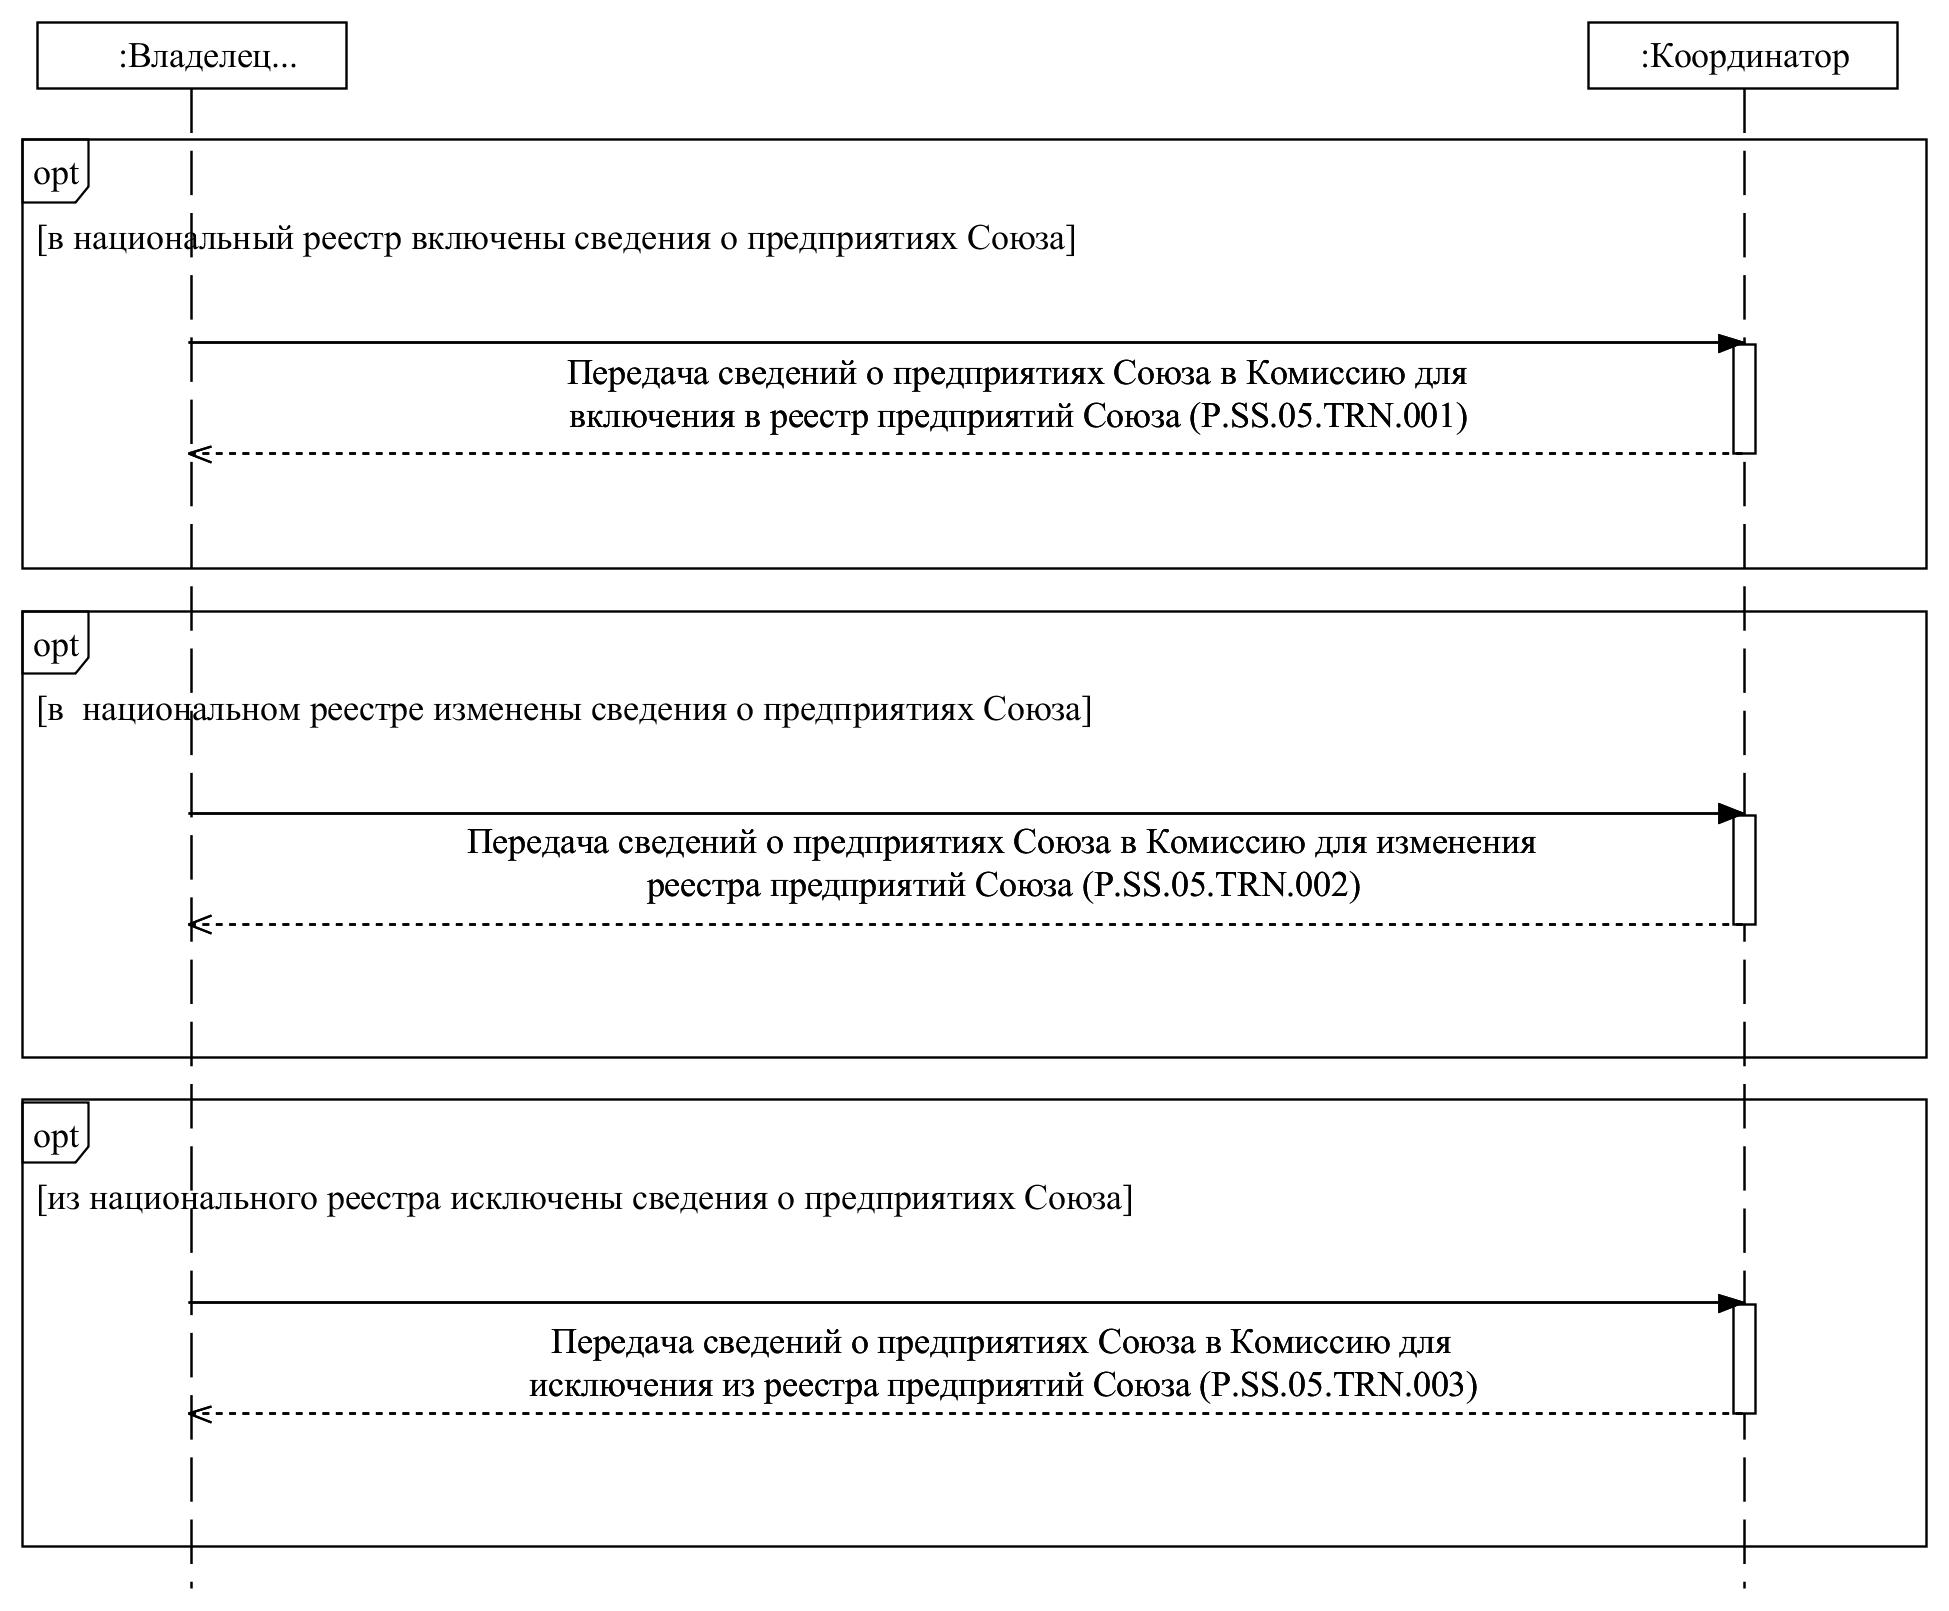 :Владелец...
:Координатор
opt
[в национальный реестр включены сведения о предприятиях Союза]
Передача сведений о предприятиях Союза в Комиссию для
включения в реестр предприятий Союза (P.SS.05.TRN.001)
opt
[в  национальном реестре изменены сведения о предприятиях Союза]
Передача сведений о предприятиях Союза в Комиссию для изменения
реестра предприятий Союза (P.SS.05.TRN.002)
opt
[из национального реестра исключены сведения о предприятиях Союза]
Передача сведений о предприятиях Союза в Комиссию для
исключения из реестра предприятий Союза (P.SS.05.TRN.003)